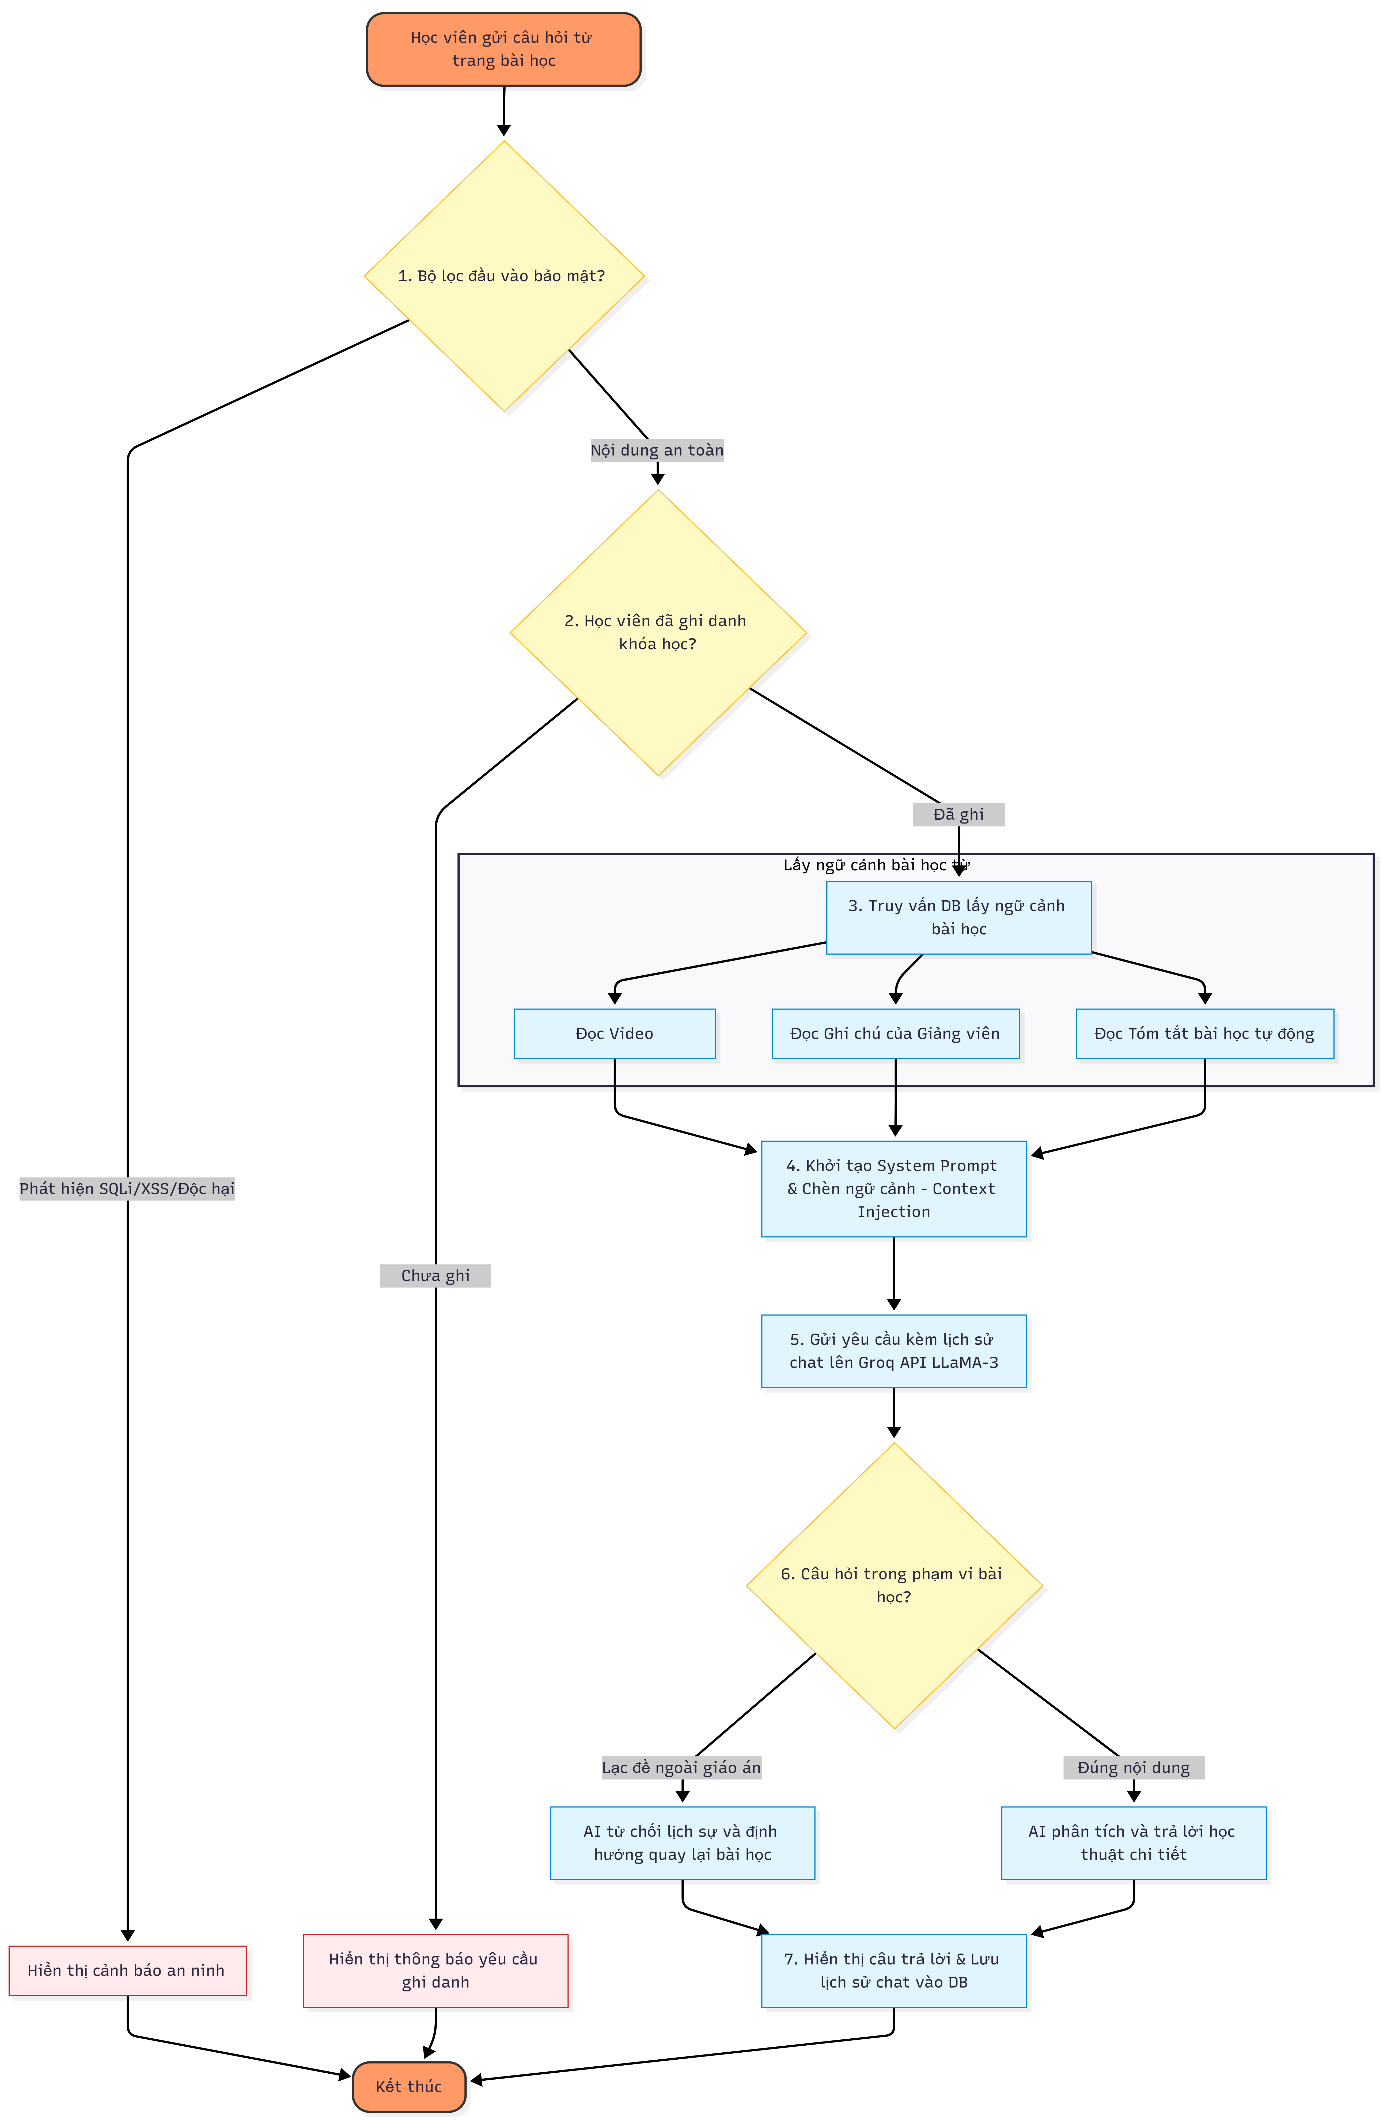 Học viên gửi câu hỏi từ
trang bài học
1. Bộ lọc đầu vào bảo mật?
Nội dung an toàn
2. Học viên đã ghi danh
khóa học?
Đã ghi
Lấy ngữ cảnh bài học từ
3. Truy vấn DB lấy ngữ cảnh
bài học
Đọc Video
Đọc Ghi chú của Giảng viên
Đọc Tóm tắt bài học tự động
4. Khởi tạo System Prompt
& Chèn ngữ cảnh - Context
Injection
Phát hiện SQLi/XSS/Độc hại
Chưa ghi
5. Gửi yêu cầu kèm lịch sử
chat lên Groq API LLaMA-3
6. Câu hỏi trong phạm vi bài
học?
Lạc đề ngoài giáo án
Đúng nội dung
AI từ chối lịch sự và định
hướng quay lại bài học
AI phân tích và trả lời học
thuật chi tiết
Hiển thị cảnh báo an ninh
Hiển thị thông báo yêu cầu
ghi danh
7. Hiển thị câu trả lời & Lưu
lịch sử chat vào DB
Kết thúc